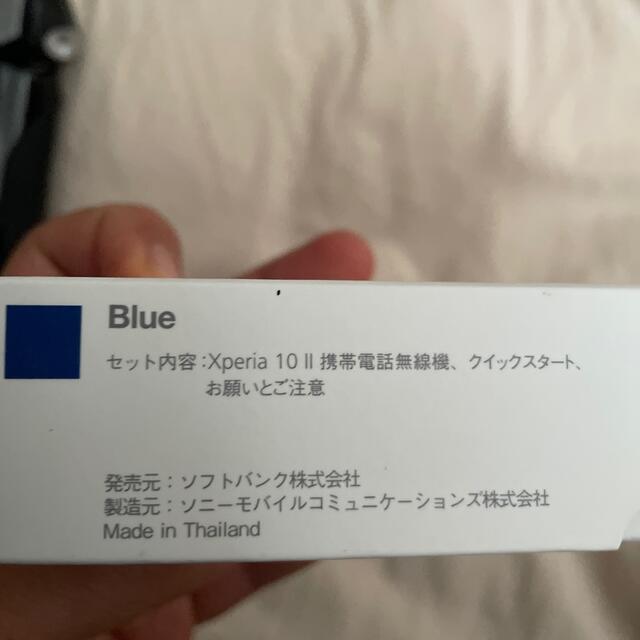 Blue
セット内容：Xperia 10 II 携帯電話無線機、クイックスタート、
お願いとご注意
発売元：ソフトバンク株式会社
製造元：ソニーモバイルコミュニケーションズ株式会社
Made in Thailand